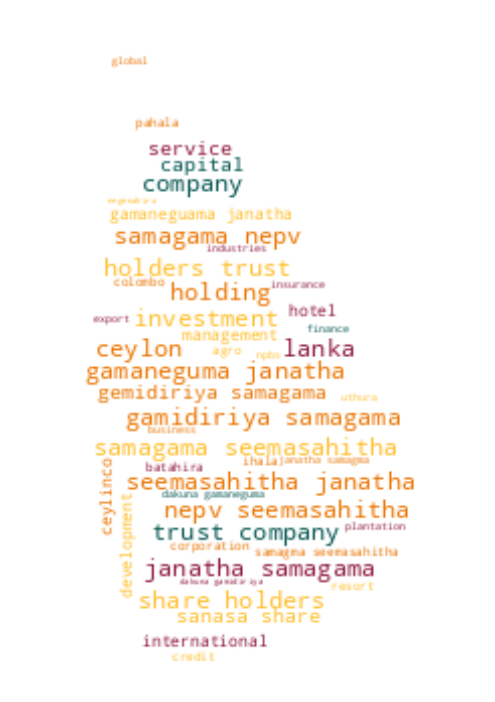 global
pahala
service
capital
company
negenahira
gamaneguama janatha
samagama nepv
industries
holders trust
colombo
insurance
holding
hotel
export
investment
finance
management
ceylon
agro
npbs
lanka
gamaneguma janatha
gemidiriya samagama
uthura
gamidiriya samagama
business
samagama seemasahitha
batahira
ihala
janatha samagma
seemasahitha janatha
ceylinco
dakuna gamaneguma
development
nepv seemasahitha
trust company
plantation
corporation
samagma seemasahitha
janatha samagama
dakuna gamidiriya
resort
share holders
sanasa share
international
credit